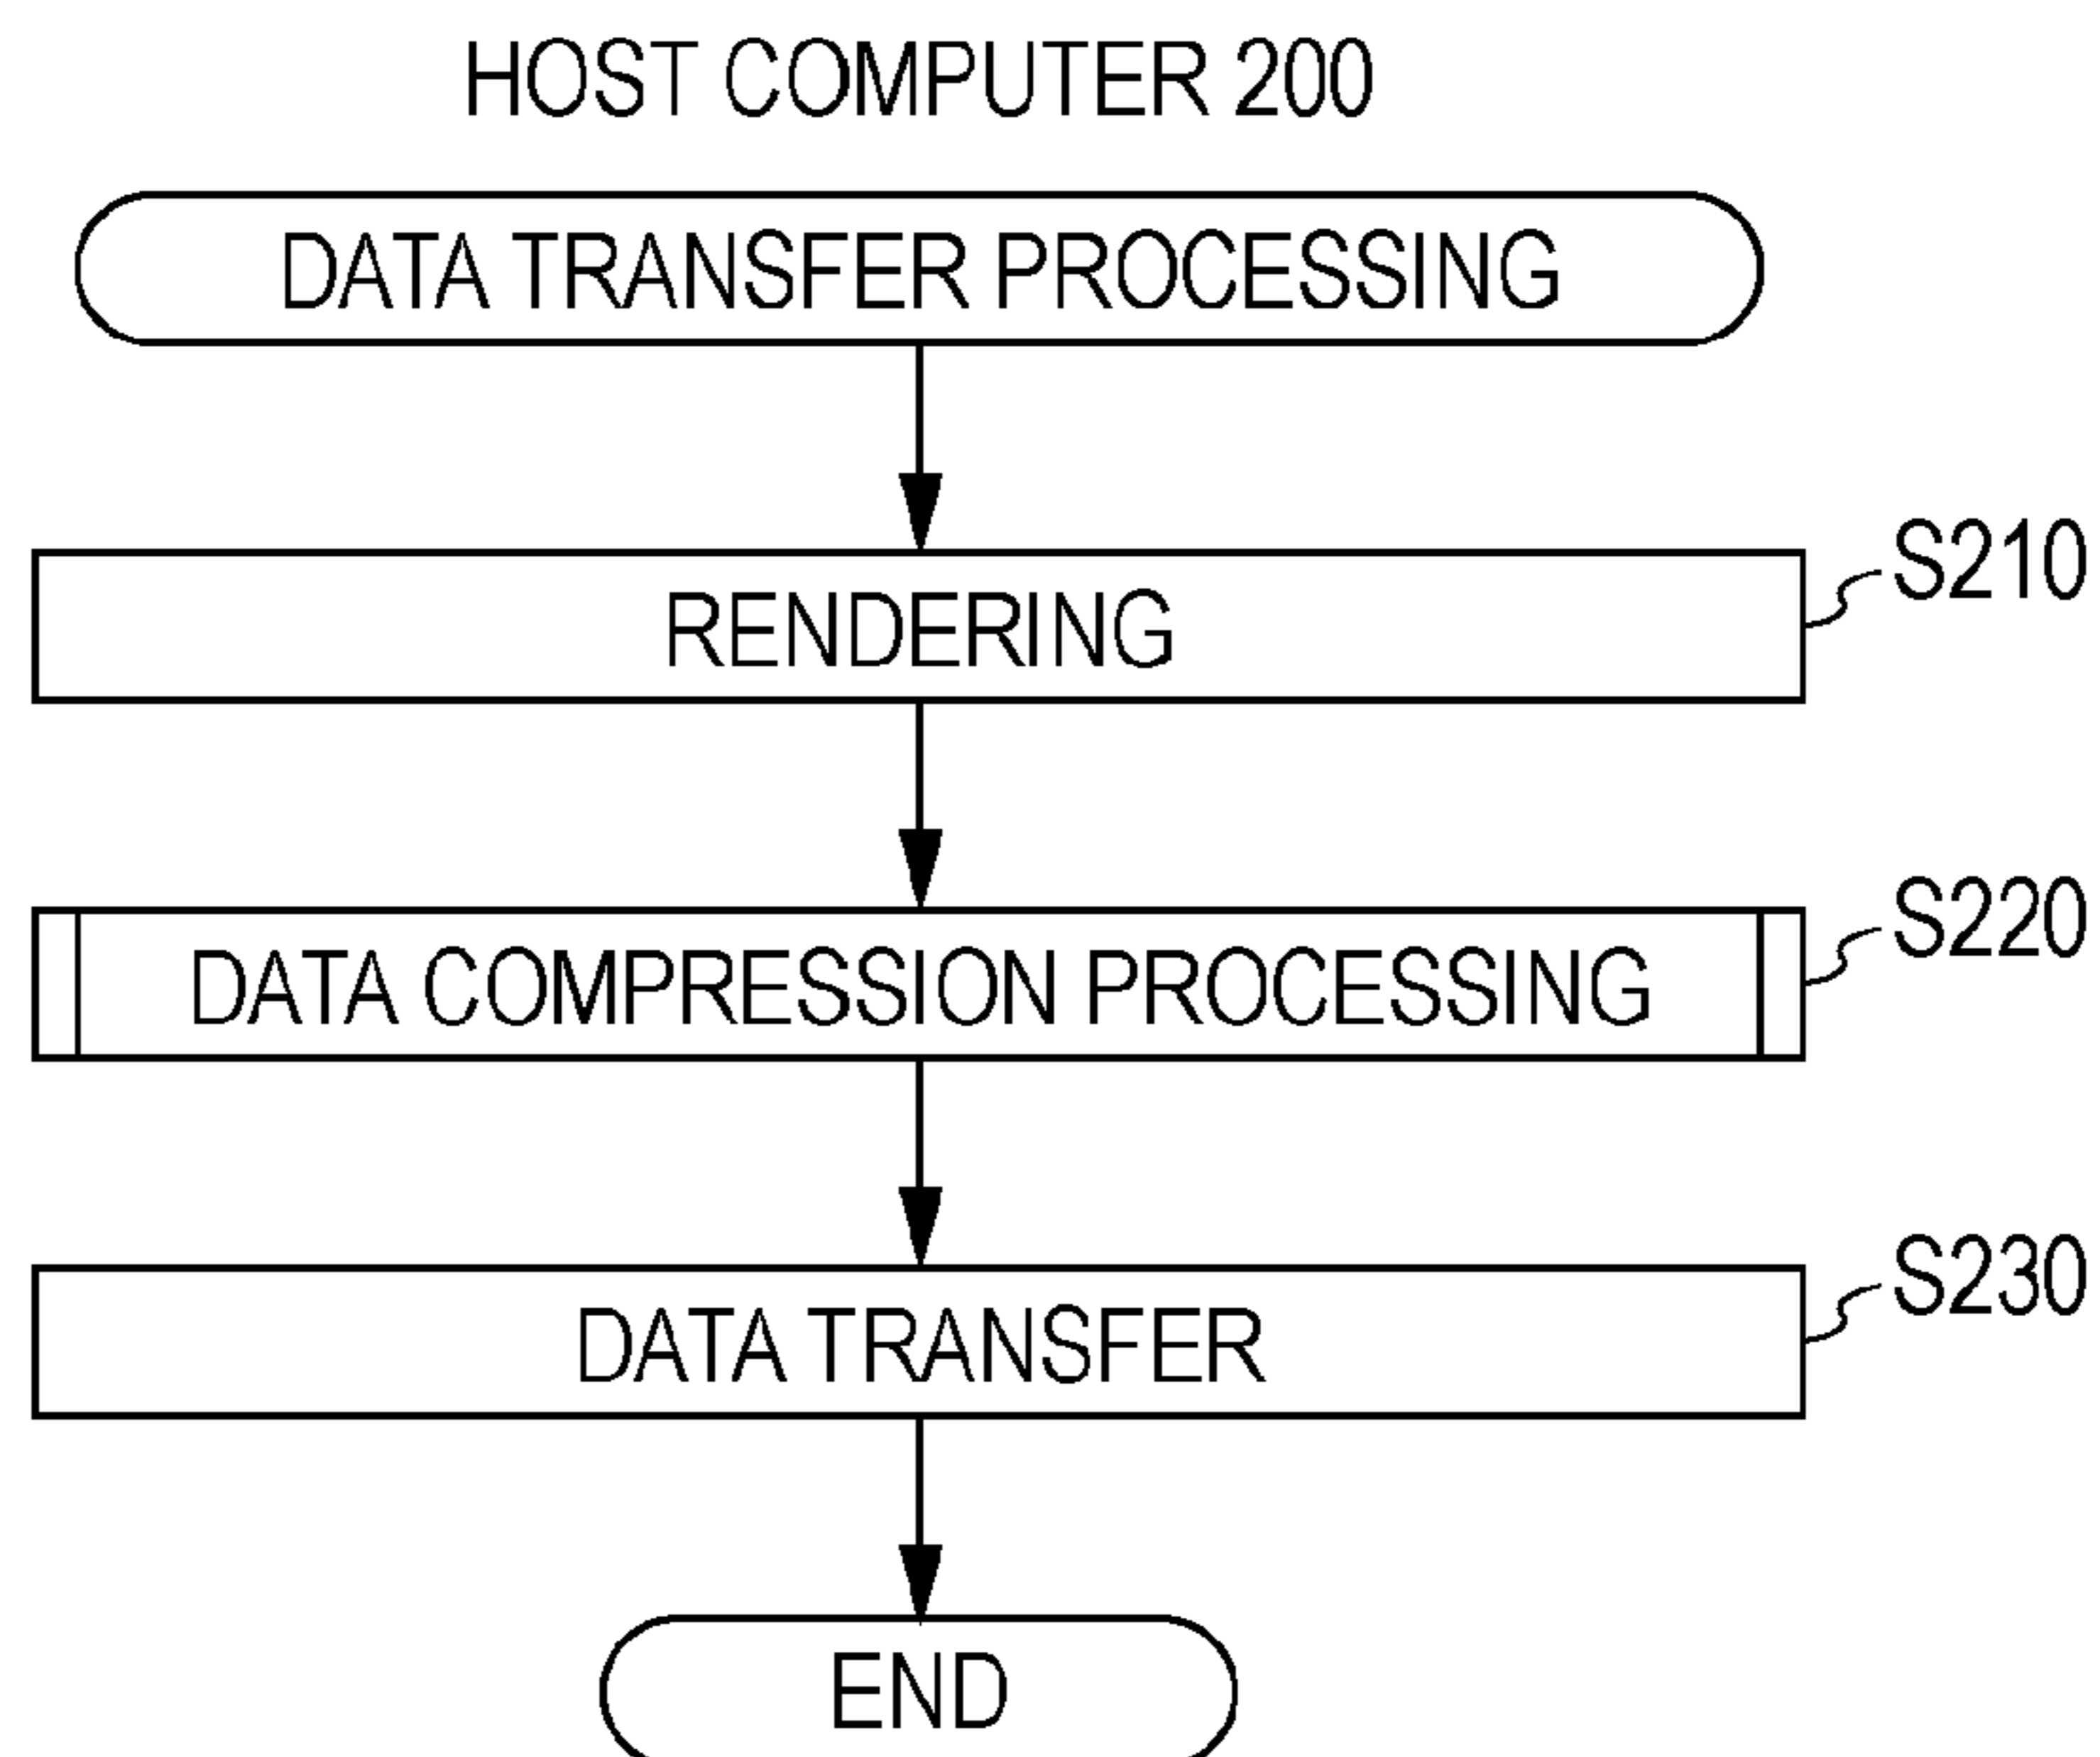 HOST COMPUTER 200
DATA TRANSFER PROCESSING
S210
RENDERING
S220
DATA COMPRESSION PROCESSING
S230
DATA TRANSFER
END